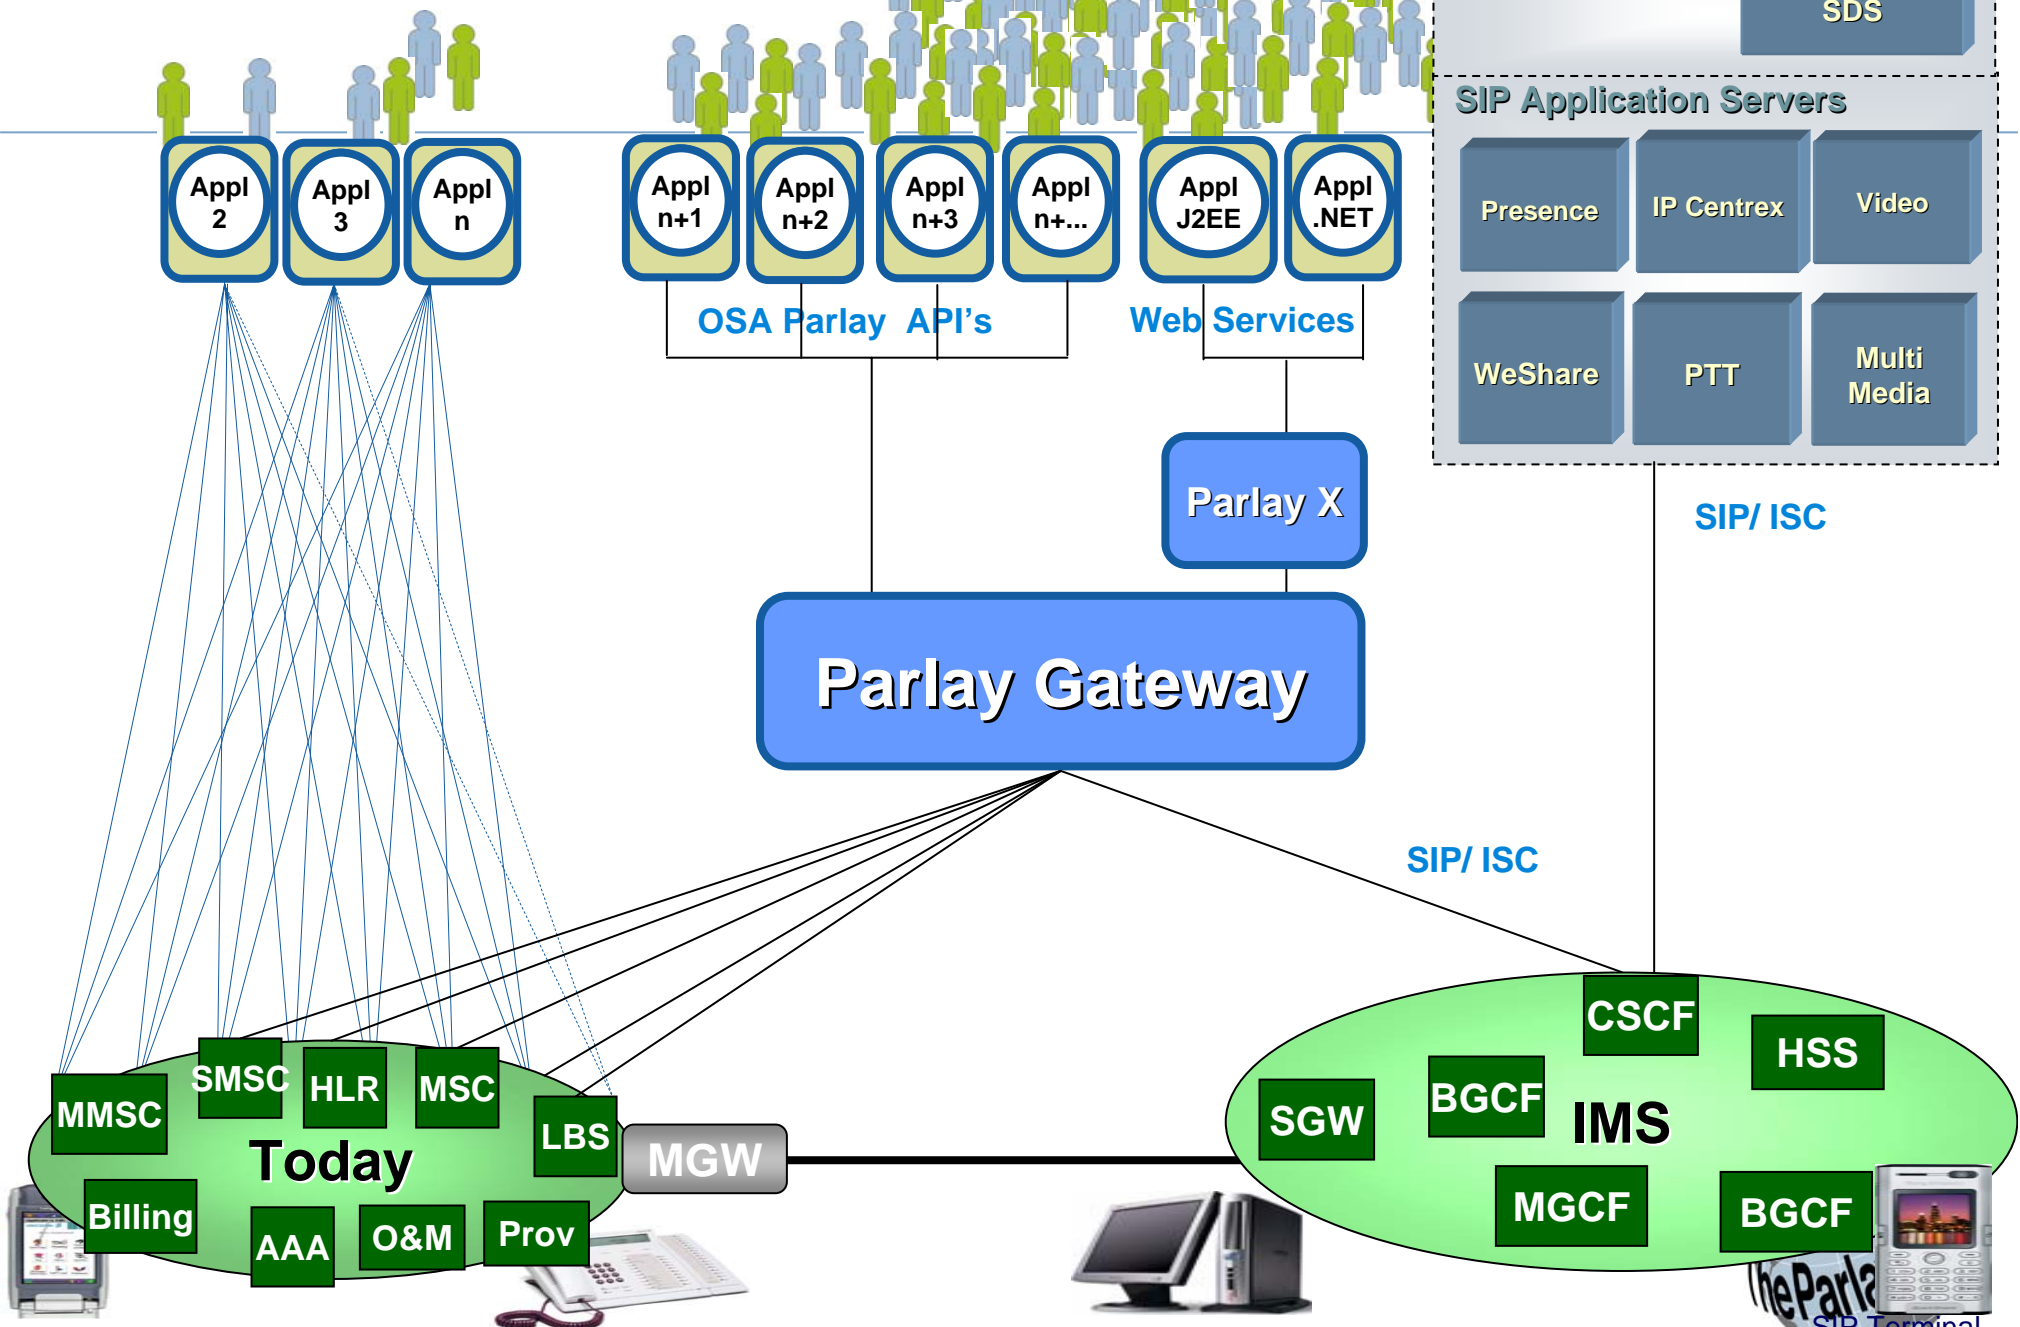 SDS
SIP Application Servers
Appl
2
Appl
3
Appl
n
Appl
n+1
Appl
n+2
Appl
n+3
Appl
n+...
Appl
J2EE
Appl
.NET
Presence
IP Centrex
Video
OSA Parlay API's
Web Services
WeShare
PTT
Multi
Media
Parlay X
SIP/ ISC
Parlay Gateway
SIP/ ISC
CSCF
HSS
SMSC
HLR
MSC
BGCF
SGW
IMS
MMSC
LBS
Today
MGW
Billing
AAA
O&M
Prov
MGCF
BGCF
TheParla
SIP Terminal